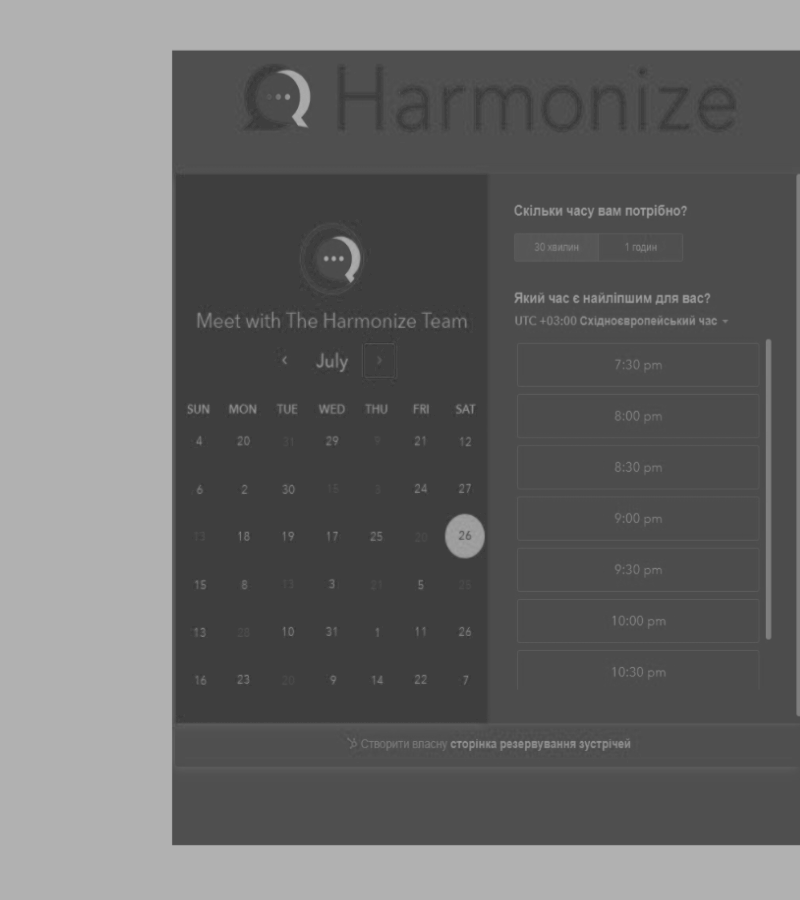 Harmonize
Meet with The Harmonize Team
July
SUN MON TUE WED THU FRI SAT
4 20 31 29 9 21 12
6 2 30 24 27
18 19 17 25 26
15 8 13 3 21 5 25
13 28 10 31 1 11 26
16 23 20 9 14 22 7
Скільки часу вам потрібно?
30 хвилин 1 годин
Який час є найліпшим для вас?
UTC +03:00 Східноєвропейський час
7:30 pm
8:00 pm
8:30 pm
9:00 pm
9:30 pm
10:00 pm
10:30 pm
Створити власну сторінка резервування зустрічей